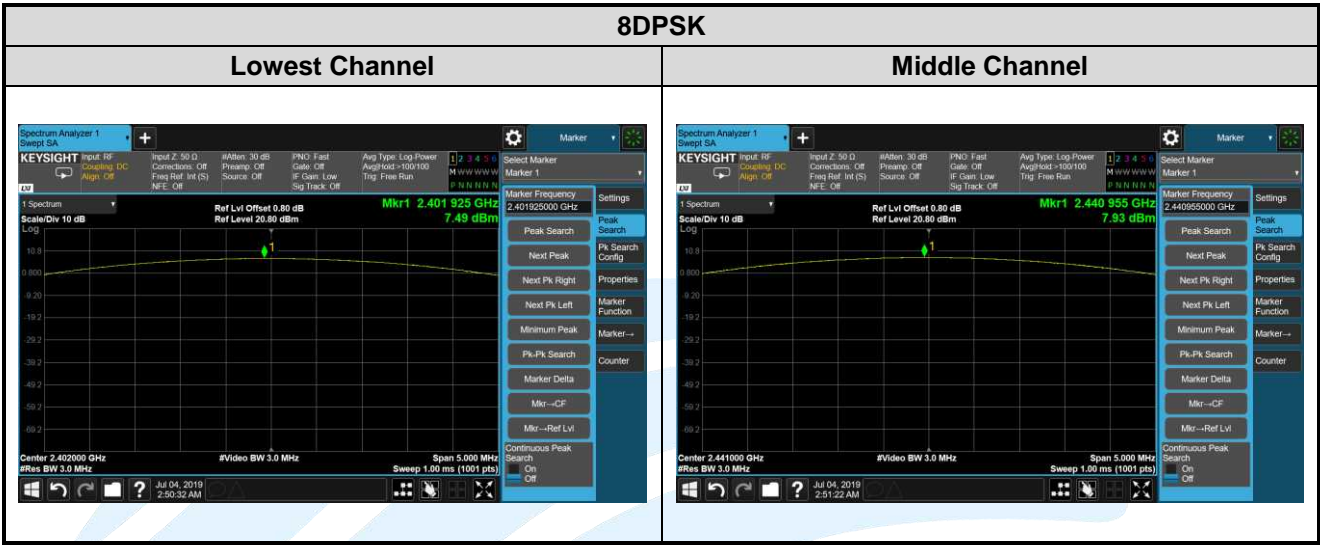 8DPSK
Lowest Channel
Middle Channel
Spectrum Analyzer 1
Swept SA
+
Marker
KEYSIGHT
Input: RF
Coupling: DC
Align: Off
Input Z: 50 Ω
Corrections: Off
Freq Ref: Int (S)
NFE: Off
#Atten: 30 dB
Preamp: Off
Source: Off
PNO: Fast
Gate: Off
IF Gain: Low
Sig Track: Off
Avg Type: Log-Power
Avg|Hold:>100/100
Trig: Free Run
1 2 3 4 5 6
M W W W W W
P N N N N N
Select Marker
Marker 1
1 Spectrum
Scale/Div 10 dB
Log
Ref Lvl Offset 0.80 dB
Ref Level 20.80 dBm
Mkr1 2.401 925 GHz
7.49 dBm
1
10.8
0.800
-9.20
-19.2
-29.2
-39.2
-49.2
-59.2
-69.2
Center 2.402000 GHz
#Res BW 3.0 MHz
#Video BW 3.0 MHz
Span 5.000 MHz
Sweep 1.00 ms (1001 pts)
Marker Frequency
2.401925000 GHz
Peak Search
Next Peak
Next Pk Right
Next Pk Left
Minimum Peak
Pk-Pk Search
Marker Delta
Mkr→CF
Mkr→Ref Lvl
Continuous Peak
Search
On
Off
Settings
Peak
Search
Pk Search
Config
Properties
Marker
Function
Marker→
Counter
?
Jul 04, 2019
2:50:32 AM
Spectrum Analyzer 1
Swept SA
+
Marker
KEYSIGHT
Input: RF
Coupling: DC
Align: Off
Input Z: 50 Ω
Corrections: Off
Freq Ref: Int (S)
NFE: Off
#Atten: 30 dB
Preamp: Off
Source: Off
PNO: Fast
Gate: Off
IF Gain: Low
Sig Track: Off
Avg Type: Log-Power
Avg|Hold:>100/100
Trig: Free Run
1 2 3 4 5 6
M W W W W W
P N N N N N
Select Marker
Marker 1
1 Spectrum
Scale/Div 10 dB
Log
Ref Lvl Offset 0.80 dB
Ref Level 20.80 dBm
Mkr1 2.440 955 GHz
7.93 dBm
1
10.8
0.800
-9.20
-19.2
-29.2
-39.2
-49.2
-59.2
-69.2
Center 2.441000 GHz
#Res BW 3.0 MHz
#Video BW 3.0 MHz
Span 5.000 MHz
Sweep 1.00 ms (1001 pts)
Marker Frequency
2.440955000 GHz
Peak Search
Next Peak
Next Pk Right
Next Pk Left
Minimum Peak
Pk-Pk Search
Marker Delta
Mkr→CF
Mkr→Ref Lvl
Continuous Peak
Search
On
Off
Settings
Peak
Search
Pk Search
Config
Properties
Marker
Function
Marker→
Counter
?
Jul 04, 2019
2:51:22 AM